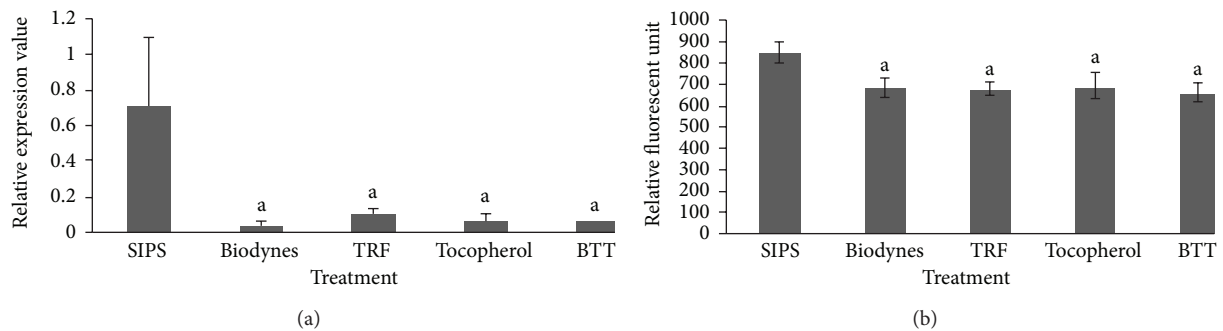 Relative expression value
1.2
1
0.8
0.6
0.4
0.2
0
a
a
a
a
SIPS Biodynes TRF Tocopherol BTT
Treatment
(a)
Relative fluorescent unit
1000
900
800
700
600
500
400
300
200
100
0
a
a
a
a
SIPS Biodynes TRF Tocopherol BTT
Treatment
(b)